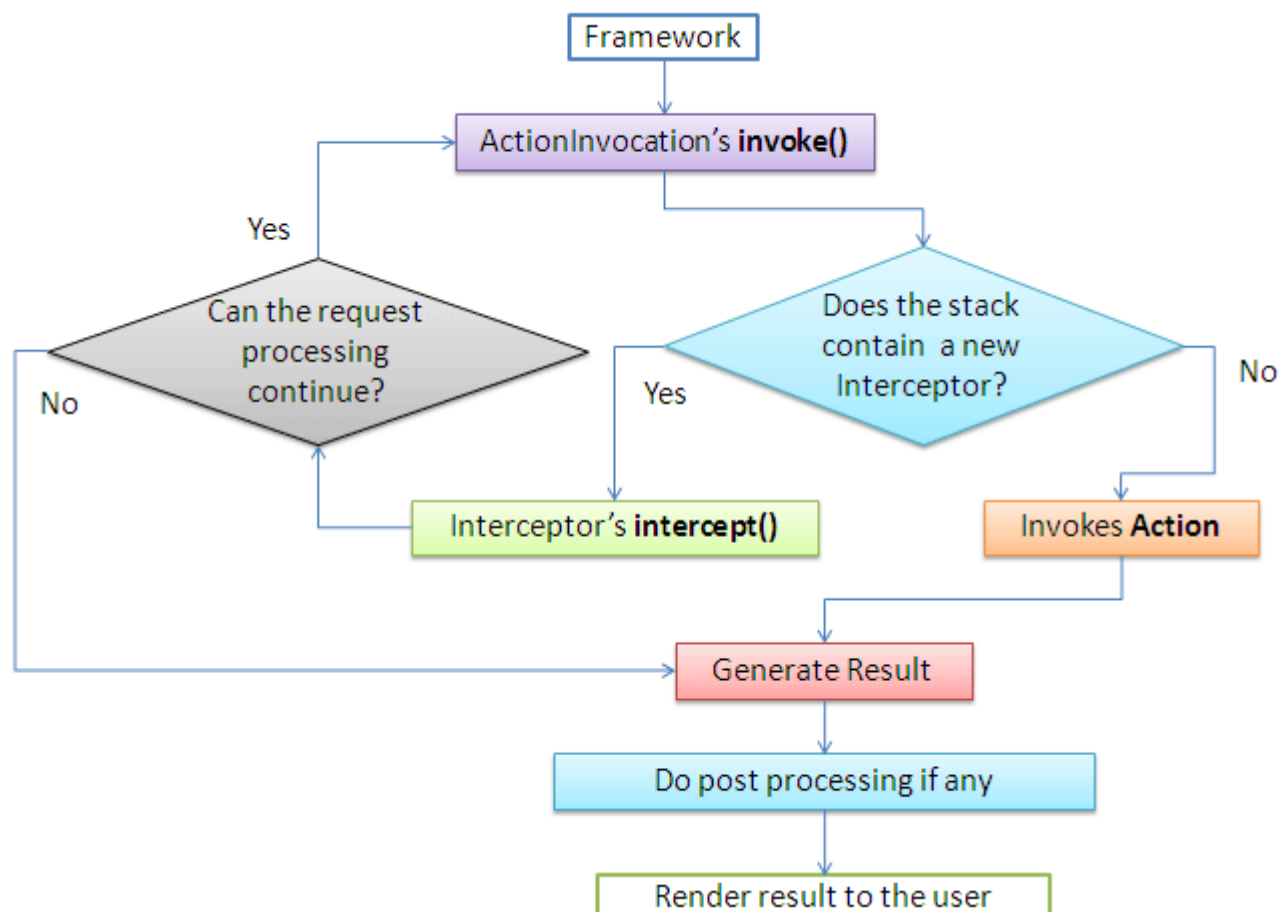 Framework
ActionInvocation's invoke()
Yes
Can the request
processing
continue?
No
Does the stack
contain a new
Interceptor?
Yes
No
Interceptor's intercept()
Invokes Action
Generate Result
Do post processing if any
Render result to the user